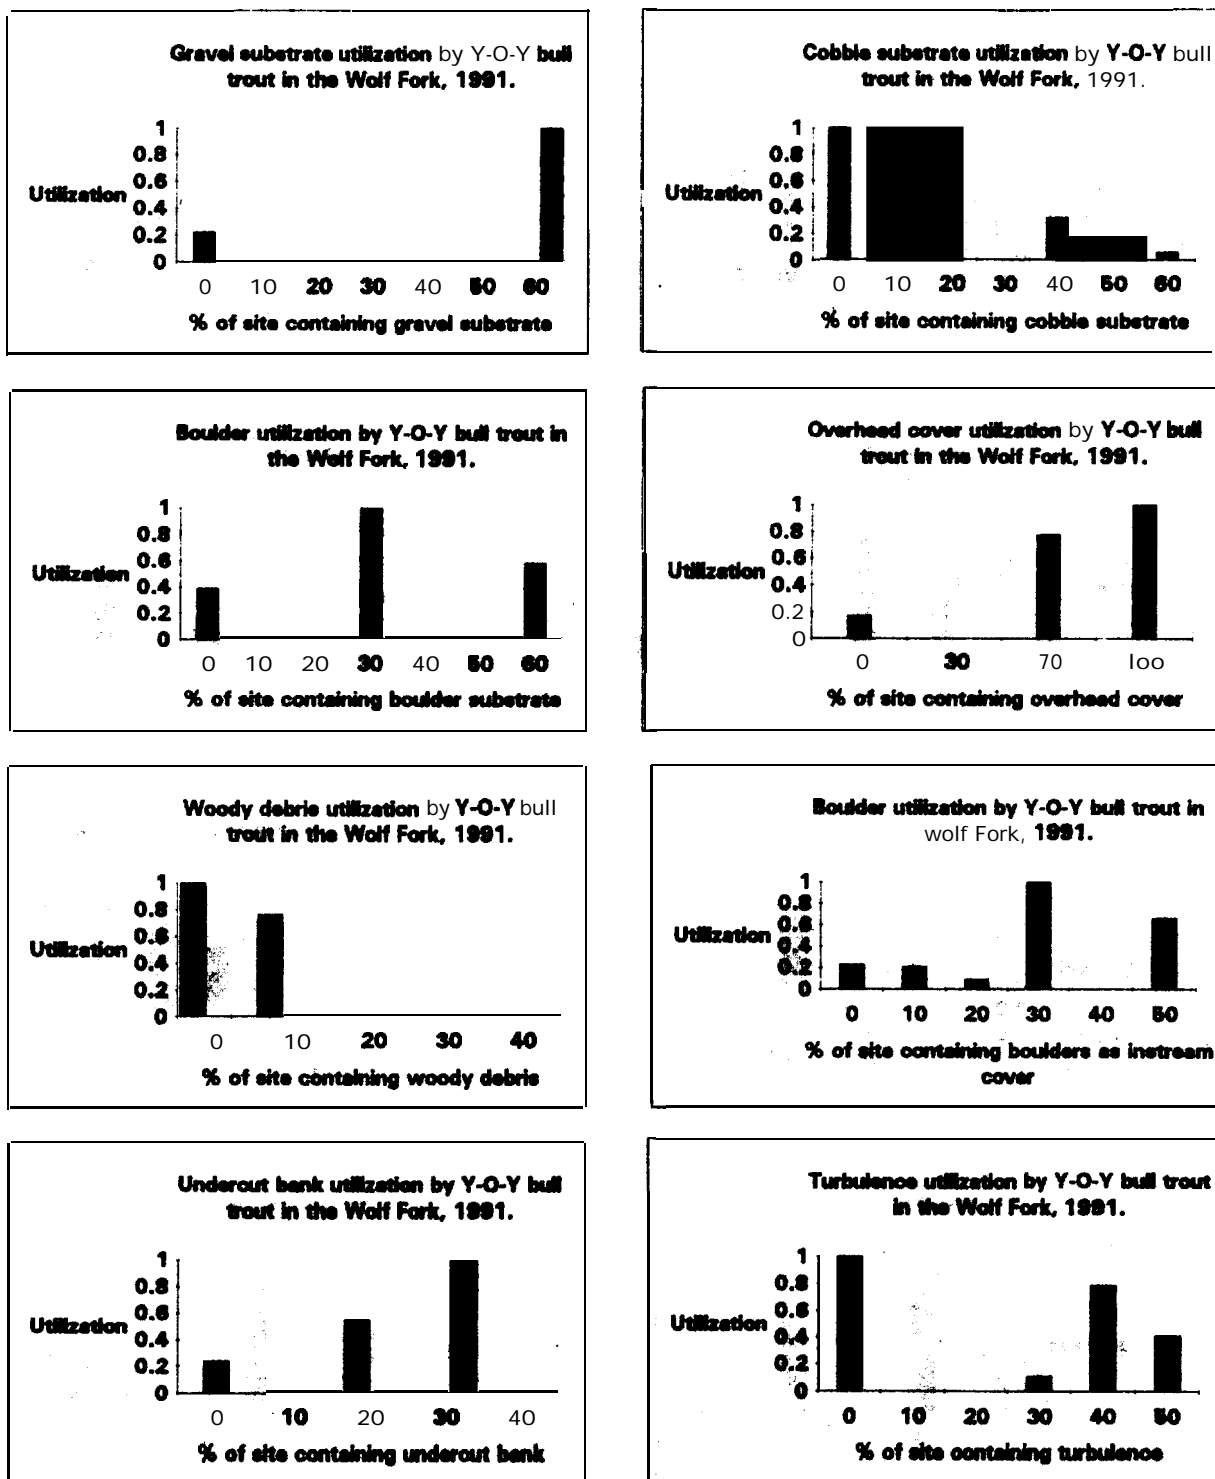 Gravel substrate utilization by Y-O-Y bull
trout in the Wolf Fork, 1991.
1
0.8
0.6
Utilization
0.4
0.2
0
0 10 20 30 40 50 60
% of site containing gravel substrate
Cobble substrate utilization by Y-O-Y bull
trout in the Wolf Fork, 1991.
1
0.8
0.6
Utilization
0.4
0.2
0
0 10 20 30 40 50 60
% of site containing cobble substrate
Boulder utilization by Y-O-Y bull trout in
the Wolf Fork, 1991.
1
0.8
0.6
Utilization
0.4
0.2
0
0 10 20 30 40 50 60
% of site containing boulder substrate
Overhead cover utilization by Y-O-Y bull
trout in the Wolf Fork, 1991.
1
0.8
0.6
Utilization
0.4
0.2
0
0 30 70 loo
% of site containing overhead cover
Woody debris utilization by Y-O-Y bull
trout in the Wolf Fork, 1991.
1
0.8
0.6
Utilization
0.4
0.2
0
0 10 20 30 40
% of site containing woody debris
Boulder utilization by Y-O-Y bull trout in
wolf Fork, 1991.
1
0.8
0.6
Utilization
0.4
0.2
0
0 10 20 30 40 50
% of site containing boulders as instream
cover
Undercut bank utilization by Y-O-Y bull
trout in the Wolf Fork, 1991.
1
0.8
0.6
Utilization
0.4
0.2
0
0 10 20 30 40
% of site containing undercut bank
Turbulence utilization by Y-O-Y bull trout
in the Wolf Fork, 1991.
1
0.8
0.6
Utilization
0.4
0.2
0
0 10 20 30 40 50
% of site containing turbulence